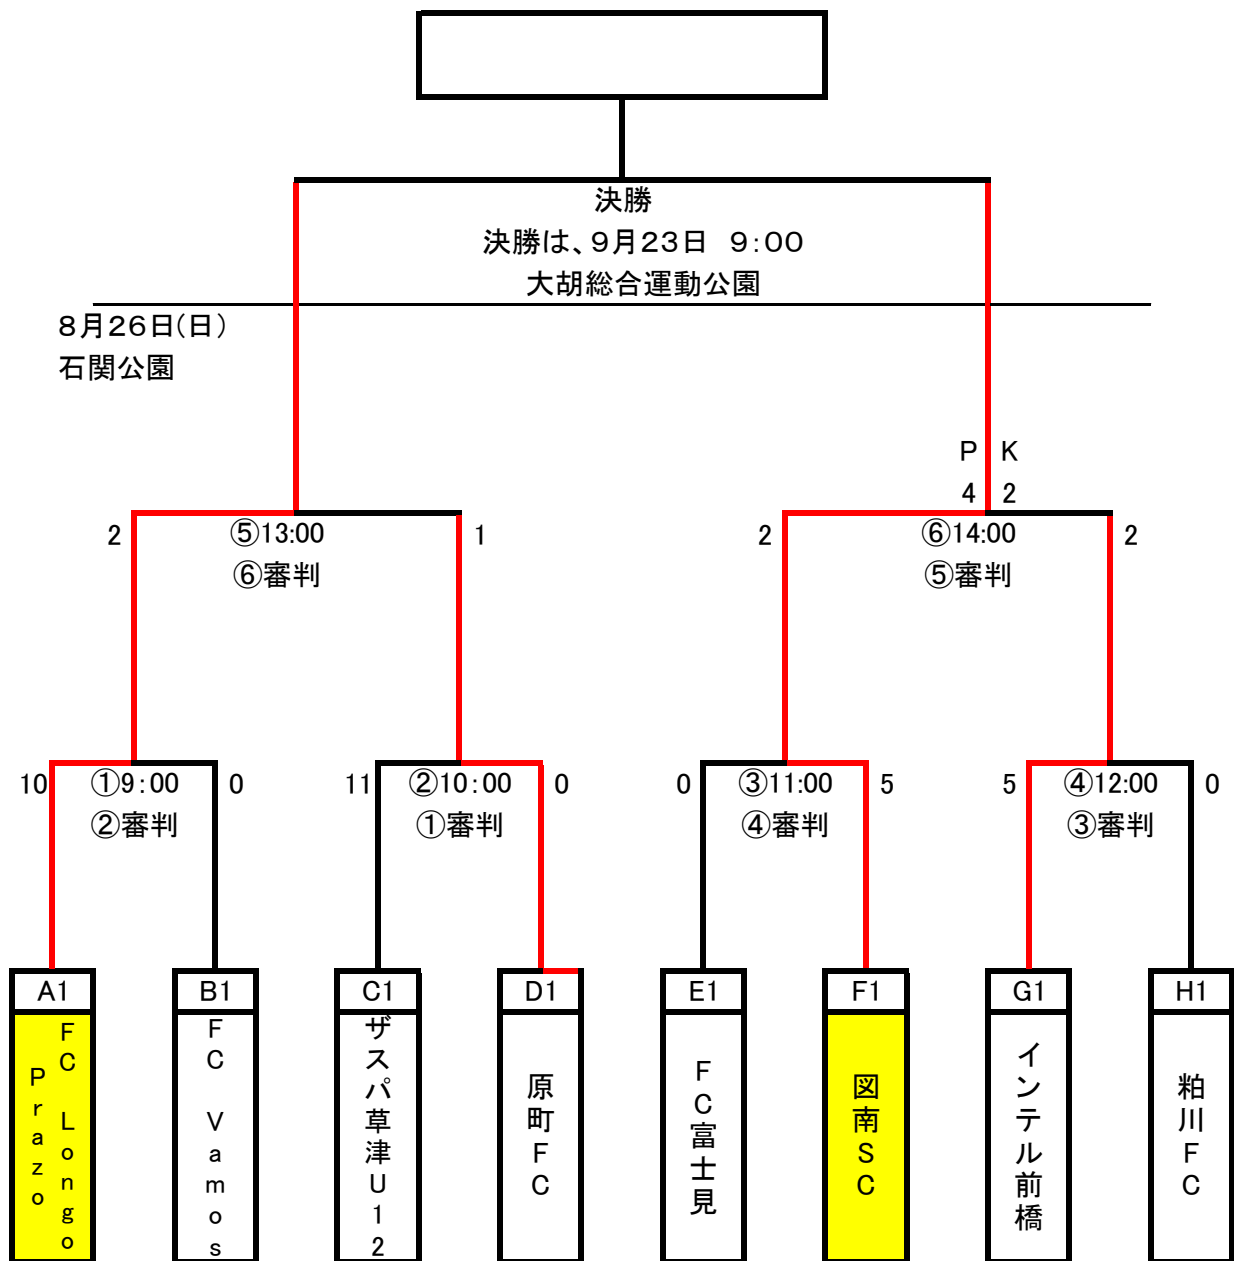 決勝
決勝は、9月23日　9:00
大胡総合運動公園
8月26日(日)
石関公園
P K
4 2
2 ⑤13:00 1 2 ⑥14:00 2
⑥審判 ⑤審判
10 ①9:00 0 11 ②10:00 0 0 ③11:00 5 5 ④12:00 0
②審判 ①審判 ④審判 ③審判
A1 B1 C1 D1 E1 F1 G1 H1
FC Longo
Prazo
FC Vamos
ザスパ草津U12
原町FC
FC富士見
図南SC
インテル前橋
粕川FC